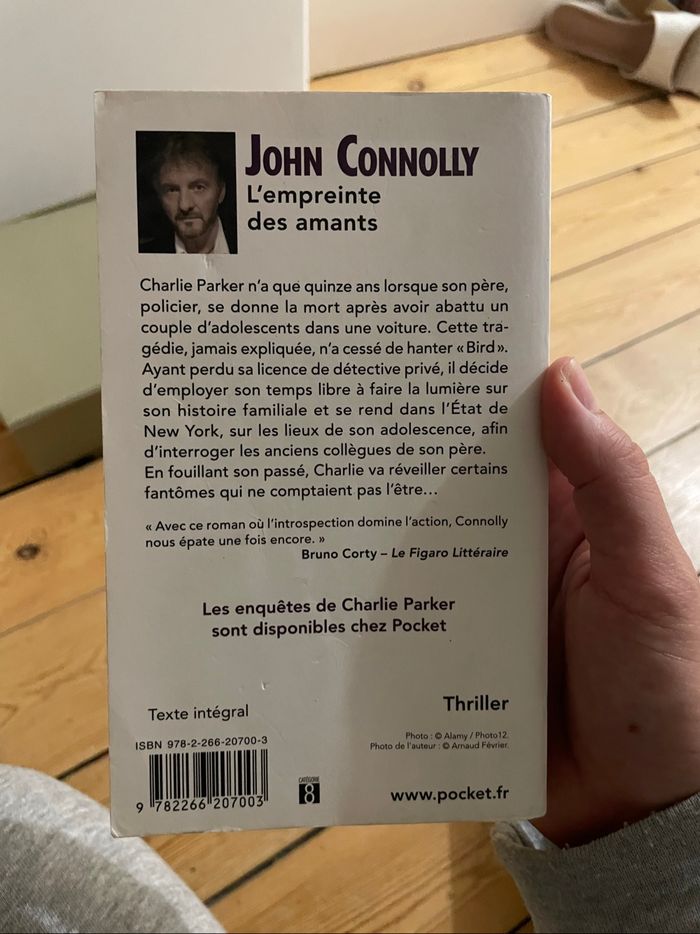 JOHN CONNOLLY
L'empreinte
des amants
Charlie Parker n'a que quinze ans lorsque son père,
policier, se donne la mort après avoir abattu un
couple d'adolescents dans une voiture. Cette tra-
gédie, jamais expliquée, n'a cessé de hanter « Bird ».
Ayant perdu sa licence de détective privé, il décide
d'employer son temps libre à faire la lumière sur
son histoire familiale et se rend dans l'État de
New York, sur les lieux de son adolescence, afin
d'interroger les anciens collègues de son père.
En fouillant son passé, Charlie va réveiller certains
fantômes qui ne comptaient pas l'être...
« Avec ce roman où l'introspection domine l'action, Connolly
nous épate une fois encore. »
Bruno Corty – Le Figaro Littéraire
Les enquêtes de Charlie Parker
sont disponibles chez Pocket
Texte intégral
Thriller
ISBN 978-2-266-20700-3
Photo : © Alamy / Photo12.
Photo de l'auteur : © Arnaud Février.
9 782266 207003
CATÉGORIE
8
www.pocket.fr